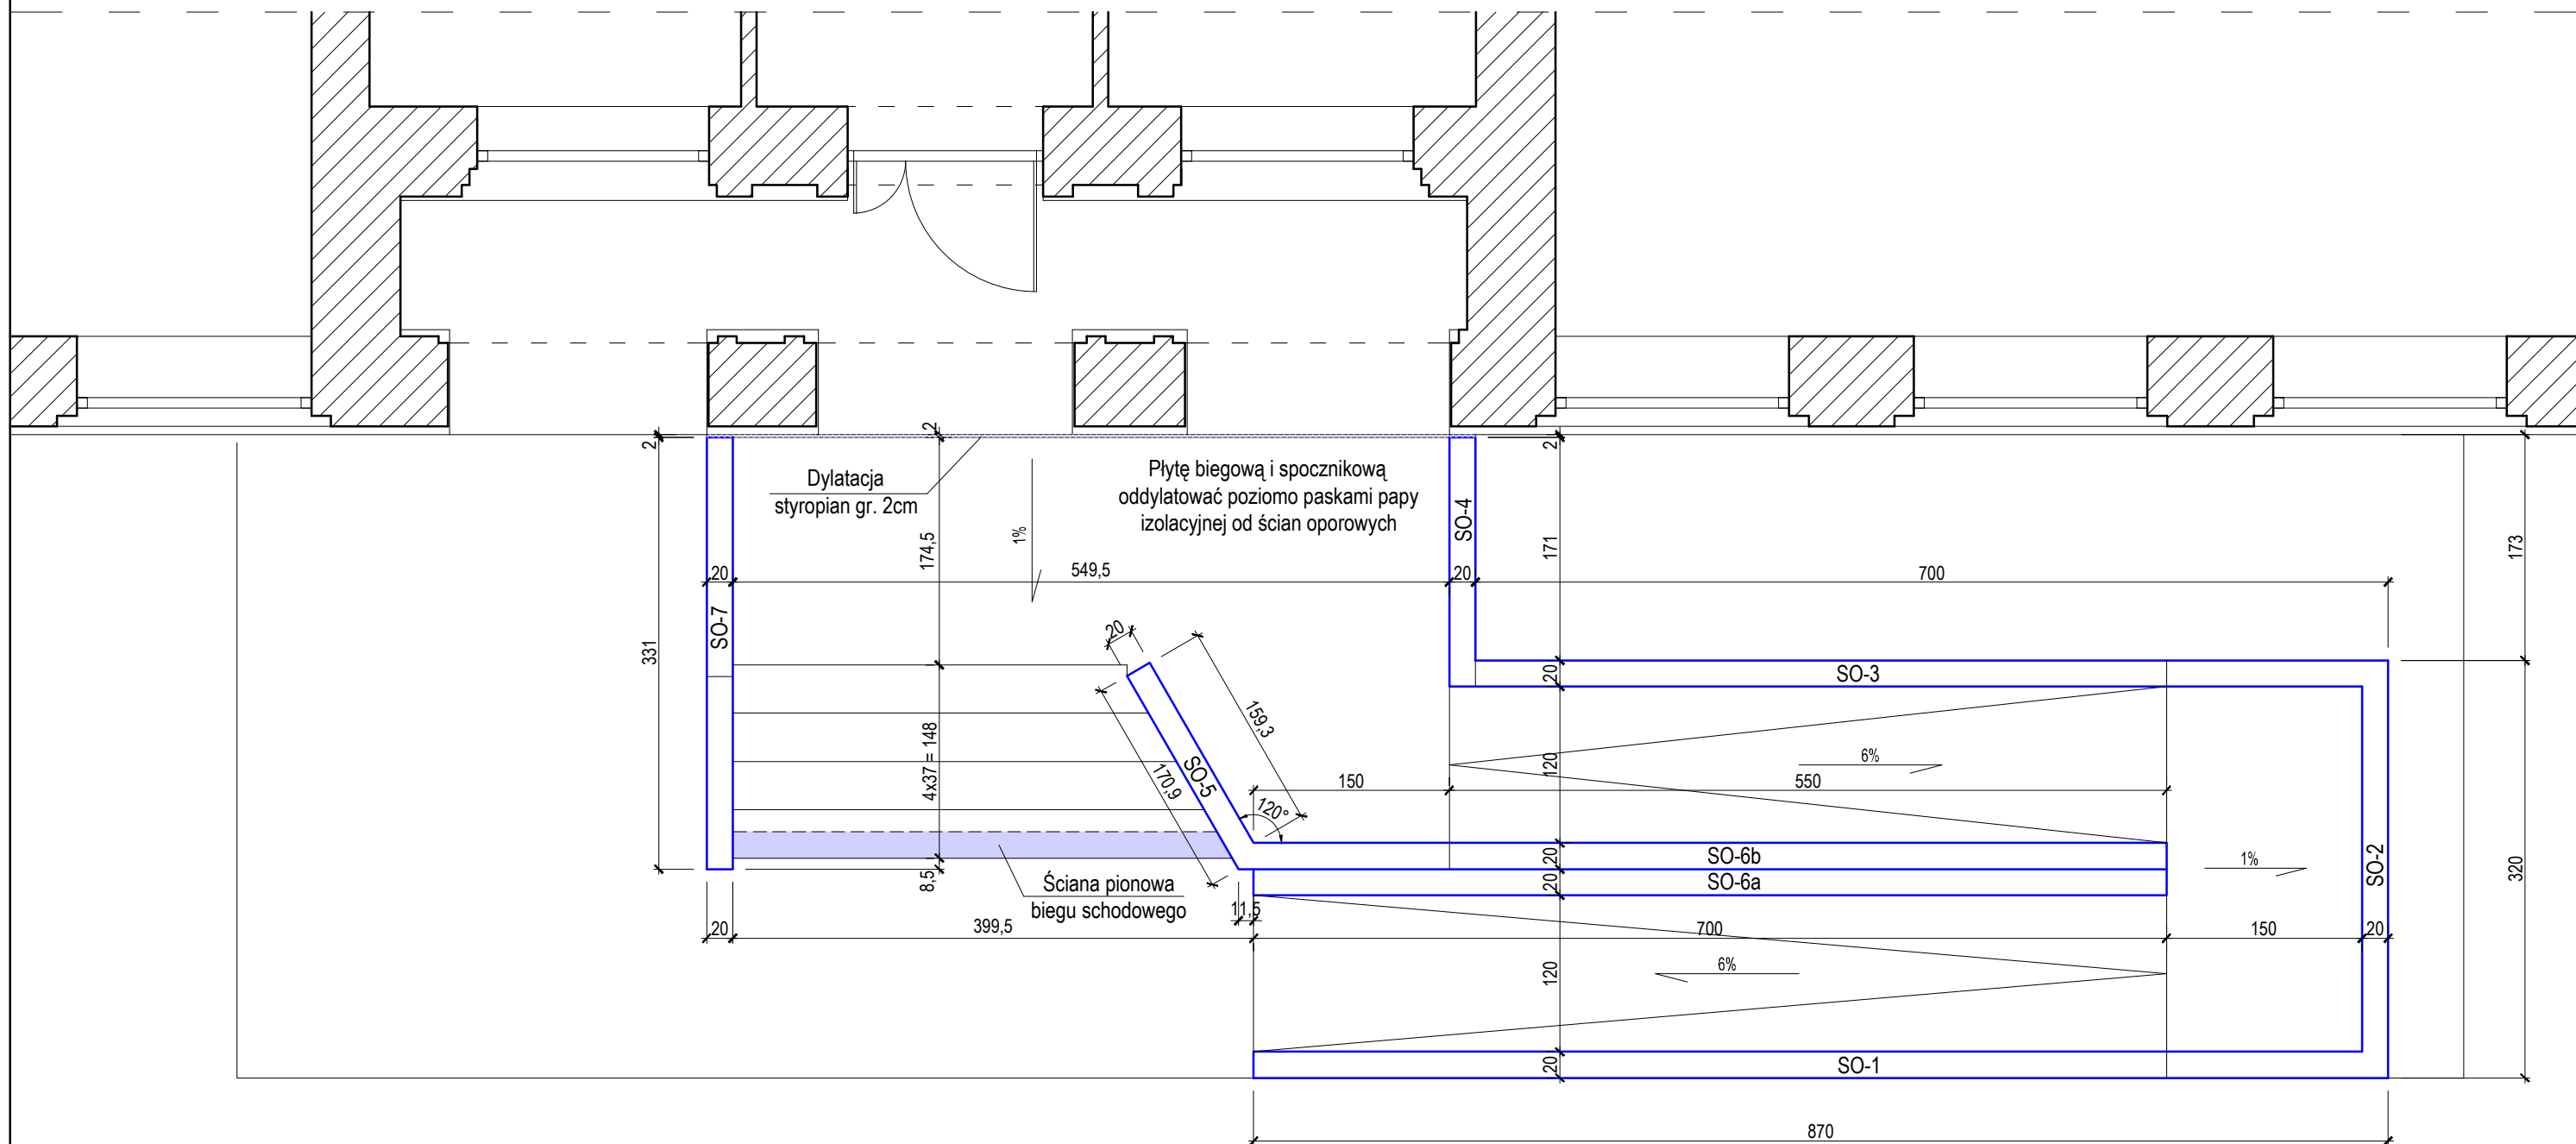 2
2
2
Dylatacja
styropian gr. 2cm
Płytę biegową i spocznikową
oddylatować poziomo paskami papy
izolacyjnej od ścian oporowych
SO-4
174,5
1%
171
173
20
549,5
20
700
SO-7
331
20
20
SO-3
159,3
4x37 = 148
SO-5
170,9
120
6%
150
550
120°
20
SO-6b
1%
SO-2
320
8,5
Ściana pionowa
biegu schodowego
20
SO-6a
11,5
20
399,5
700
150
20
120
6%
20
SO-1
870